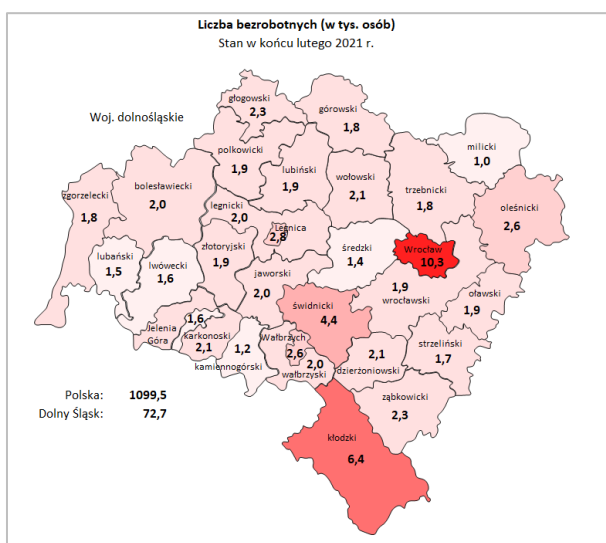 Liczba bezrobotnych (w tys. osób)
Stan w końcu lutego 2021 r.
Woj. dolnośląskie
głogowski
2,3
górowski
1,8
milicki
1,0
polkowicki
1,9
lubiński
1,9
wołowski
2,1
trzebnicki
1,8
oleśnicki
2,6
zgorzelecki
1,8
bolesławiecki
2,0
legnicki
2,0
Legnica
2,8
złotoryjski
1,9
średzki
1,4
Wrocław
10,3
lubański
1,5
lwówecki
1,6
jaworski
2,0
1,9
wrocławski
oławski
1,9
świdnicki
4,4
1,6
Jelenia
Góra
karkonoski
2,1
1,2
kamiennogórski
Wałbrzych
2,6
2,0
wałbrzyski
2,1
dzierżoniowski
strzeliński
1,7
ząbkowicki
2,3
kłodzki
6,4
Polska: 1099,5
Dolny Śląsk: 72,7